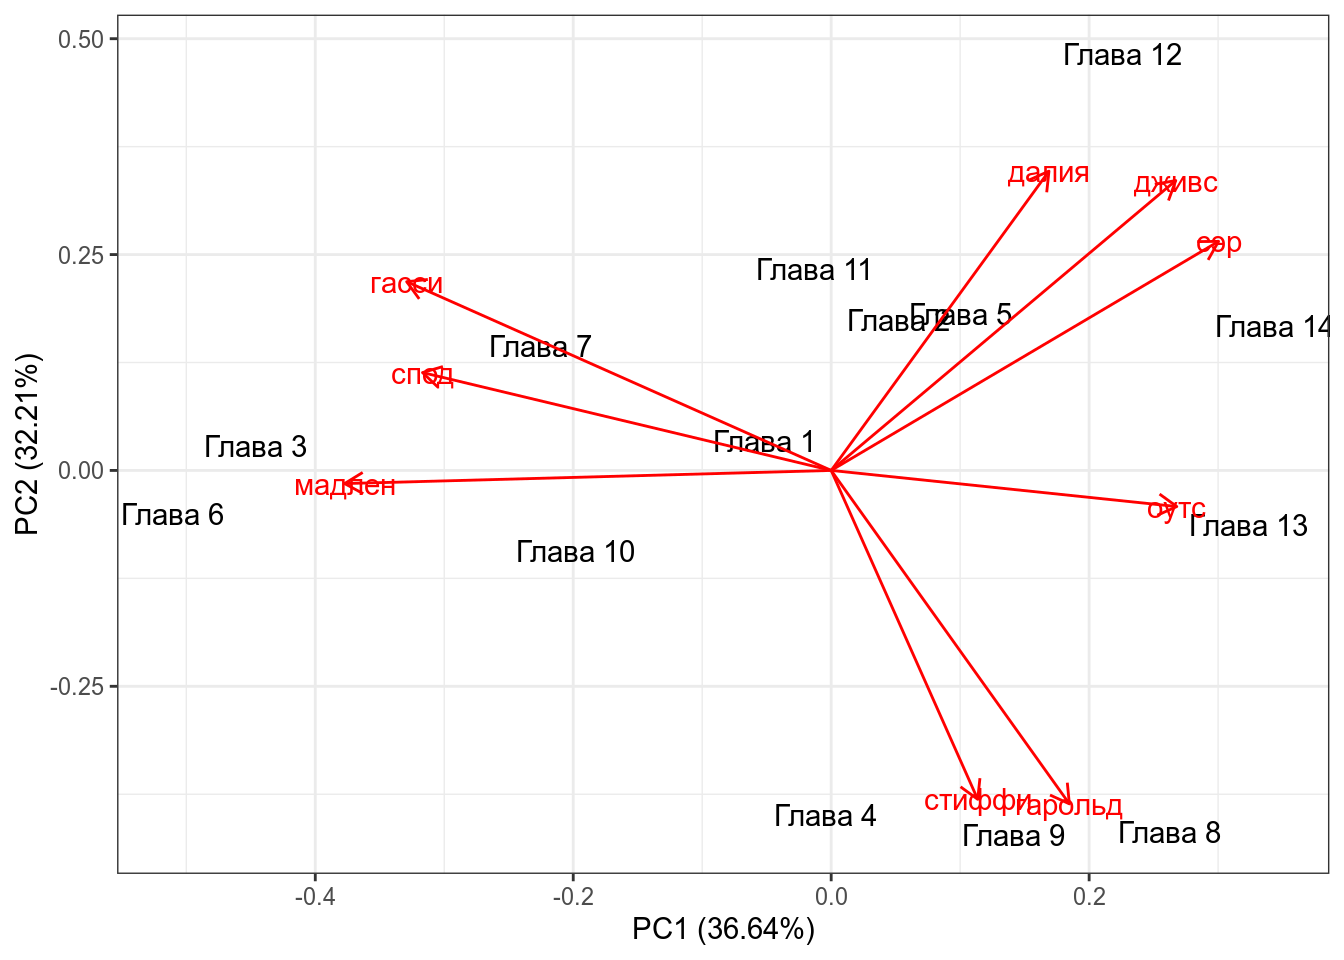 0.50
Глава 12
далия
дживс
0.25
сэр
Глава 11
гасси
Глава 2
Глава 5
Глава 14
Глава 7
спод
Глава 1
Глава 3
0.00
мадлен
Глава 6
оутс
Глава 13
Глава 10
-0.25
стиффи
гарольд
Глава 4
Глава 9
Глава 8
-0.4
-0.2
0.0
0.2
PC1 (36.64%)
PC2 (32.21%)